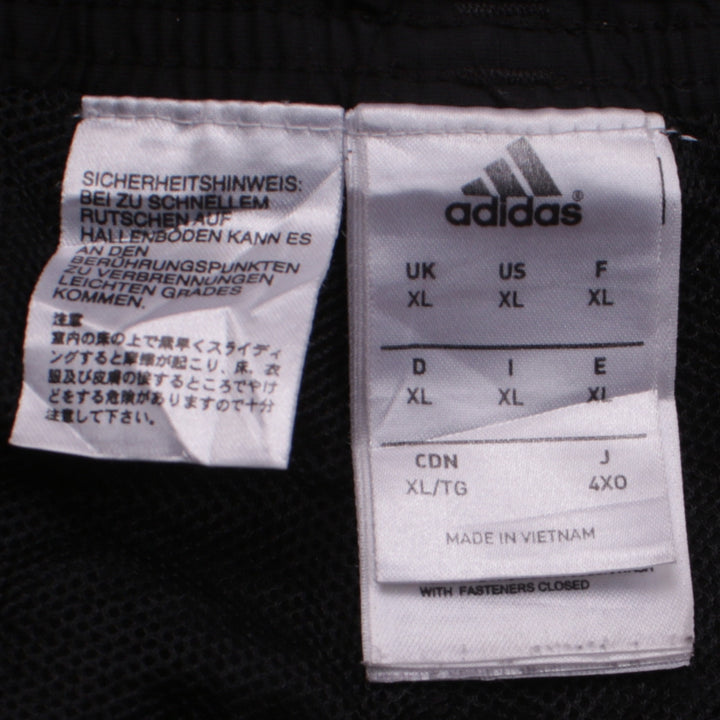 SICHERHEITSHINWEIS:
BEI ZU SCHNELLEM
RUTSCHEN AUF
HALLENBÖDEN KANN ES
AN DEN
BERÜHRUNGSPUNKTEN
ZU VERBRENNUNGEN
LEICHTEN GRADES
KOMMEN.
注意
室内の床の上で素早くスライディ
ングすると摩擦が起こり、床、衣
服及び皮膚の接するところでやけ
どをする危険がありますので十分
注意して下さい。
adidas®
UK US F
XL XL XL
D I E
XL XL XL
CDN J
XL/TG 4XO
MADE IN VIETNAM
WITH FASTENERS CLOSED